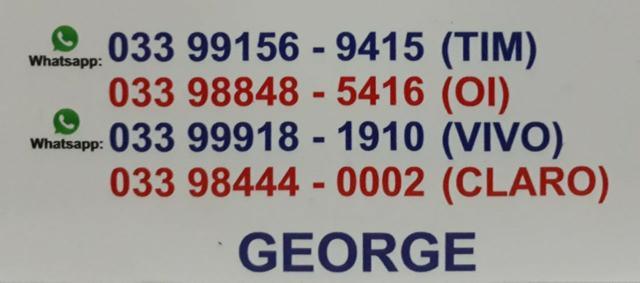 Whatsapp: 033 99156 - 9415 (TIM)
033 98848 - 5416 (OI)
Whatsapp: 033 99918 - 1910 (VIVO)
033 98444 - 0002 (CLARO)
GEORGE